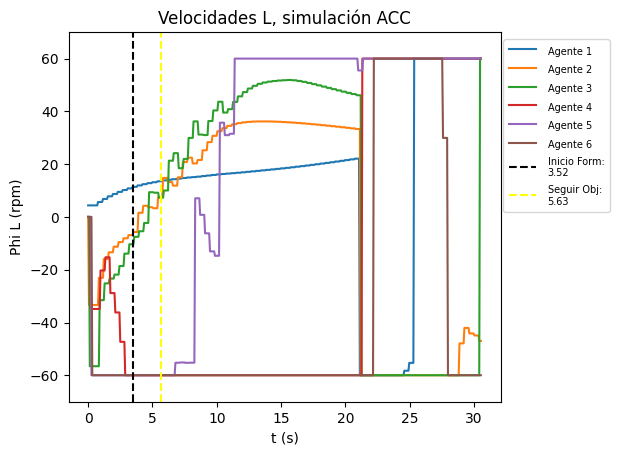 Velocidades L, simulación ACC
Phi L (rpm)
60
40
20
0
−20
−40
−60
0
5
10
15
20
25
30
t (s)
Agente 1
Agente 2
Agente 3
Agente 4
Agente 5
Agente 6
Inicio Form:
3.52
Seguir Obj:
5.63